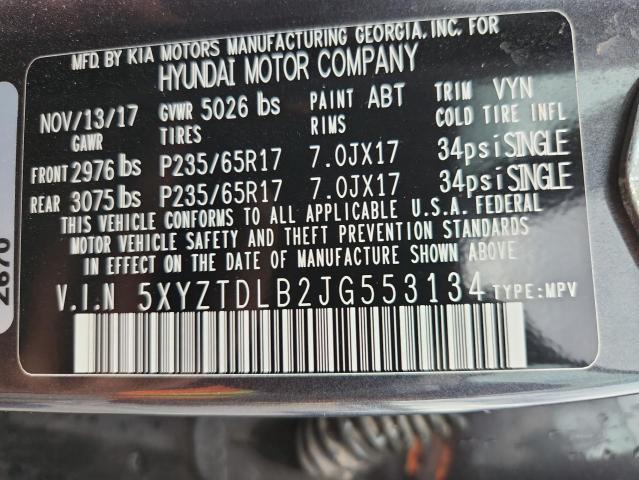 MFD.BY KIA MOTORS MANUFACTURING GEORGIA, INC. FOR
HYUNDAI MOTOR COMPANY
NOV/13/17 GVWR 5026 lbs PAINT ABT TRIM VYN
GAWR TIRES RIMS COLD TIRE INFL
FRONT 2976 lbs P235/65R17 7.0JX17 34psi SINGLE
REAR 3075 lbs P235/65R17 7.0JX17 34psi SINGLE
THIS VEHICLE CONFORMS TO ALL APPLICABLE U.S.A. FEDERAL
MOTOR VEHICLE SAFETY AND THEFT PREVENTION STANDARDS
IN EFFECT ON THE DATE OF MANUFACTURE SHOWN ABOVE
V.I.N 5XYZTDLB2JG553134 TYPE:MPV